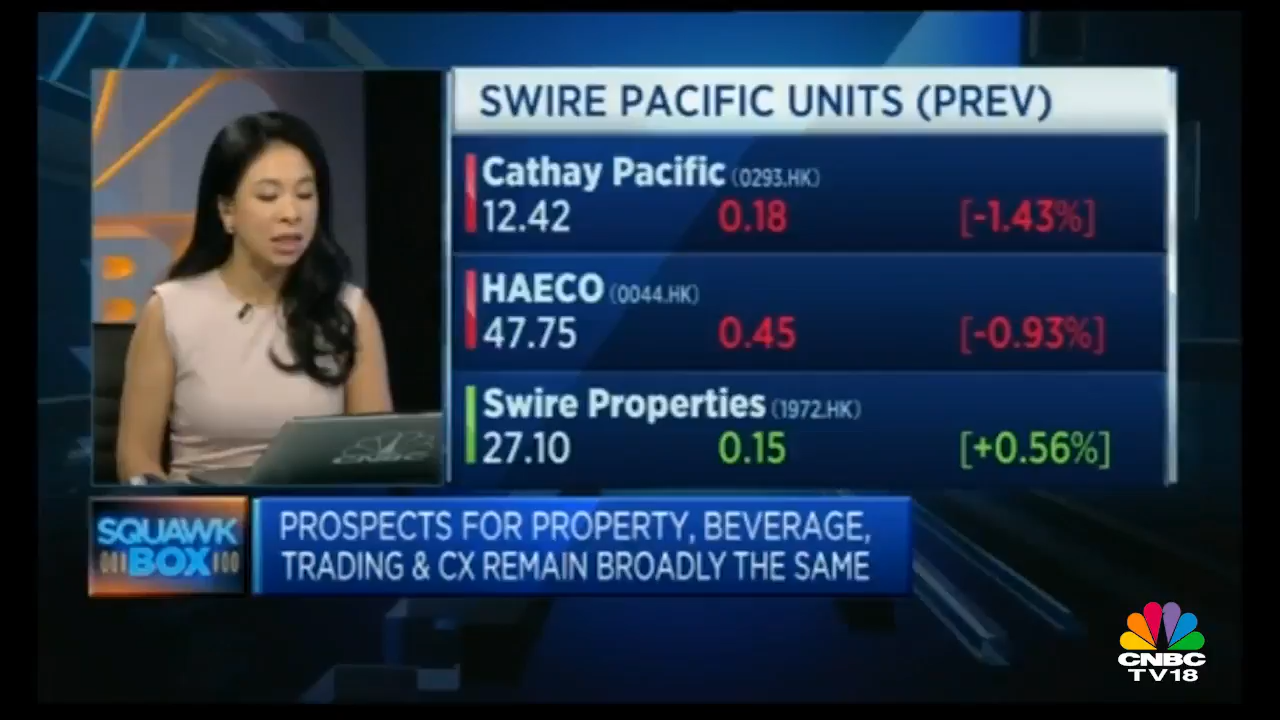 SWIRE PACIFIC UNITS (PREV)
Cathay Pacific (0293.HK)
12.42 0.18 [-1.43%]
HAECO (0044.HK)
47.75 0.45 [-0.93%]
Swire Properties (1972.HK)
27.10 0.15 [+0.56%]
CNBC
SQUAWK
BOX
PROSPECTS FOR PROPERTY, BEVERAGE,
TRADING & CX REMAIN BROADLY THE SAME
CNBC
TV18